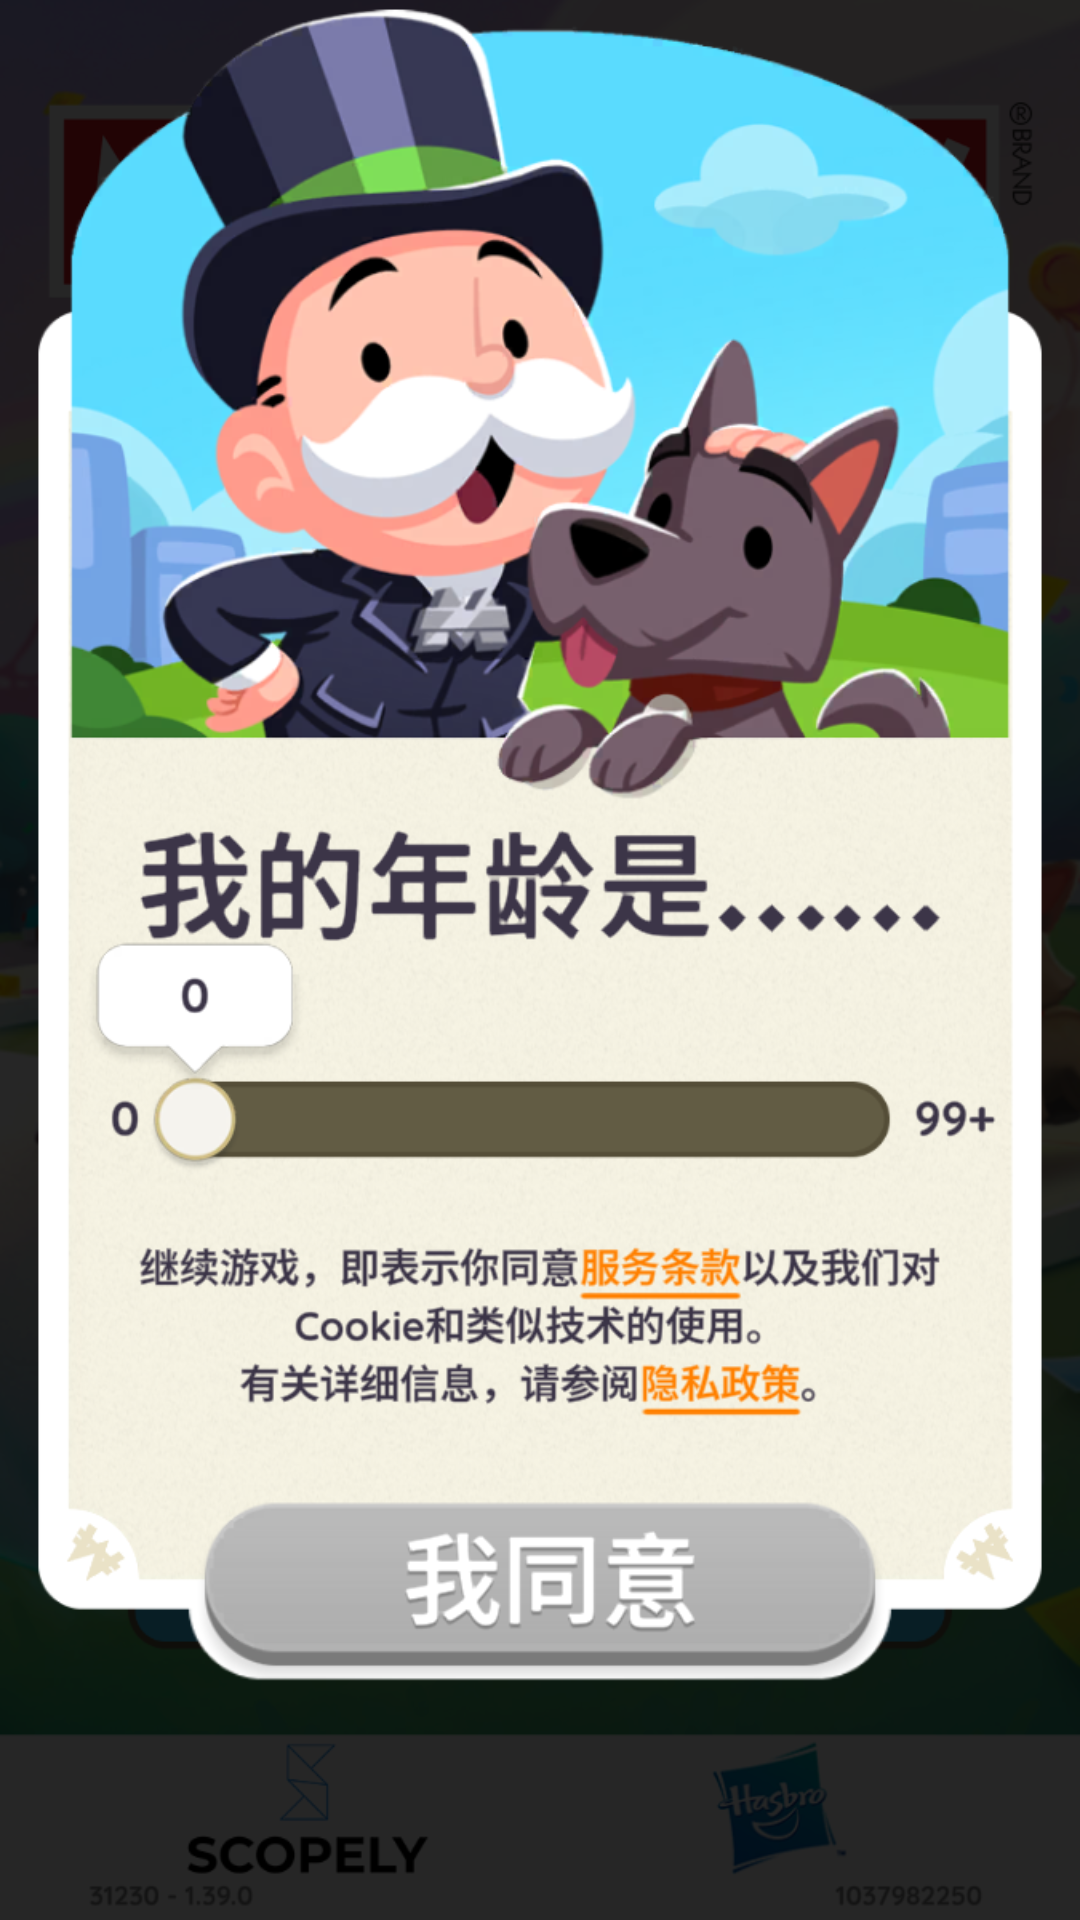 ®BRAND
我的年龄是......
0
0
99+
继续游戏，即表示你同意服务条款以及我们对
Cookie和类似技术的使用。
有关详细信息，请参阅隐私政策。
我同意
SCOPELY
Hasbro
31230 - 1.39.0
1037982250